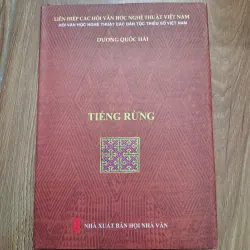 LIÊN HIỆP CÁC HỘI VĂN HỌC NGHỆ THUẬT VIỆT NAM
HỘI VĂN HỌC NGHỆ THUẬT CÁC DÂN TỘC THIỂU SỐ VIỆT NAM
DƯƠNG QUỐC HẢI
TIẾNG RỪNG
NHÀ XUẤT BẢN HỘI NHÀ VĂN